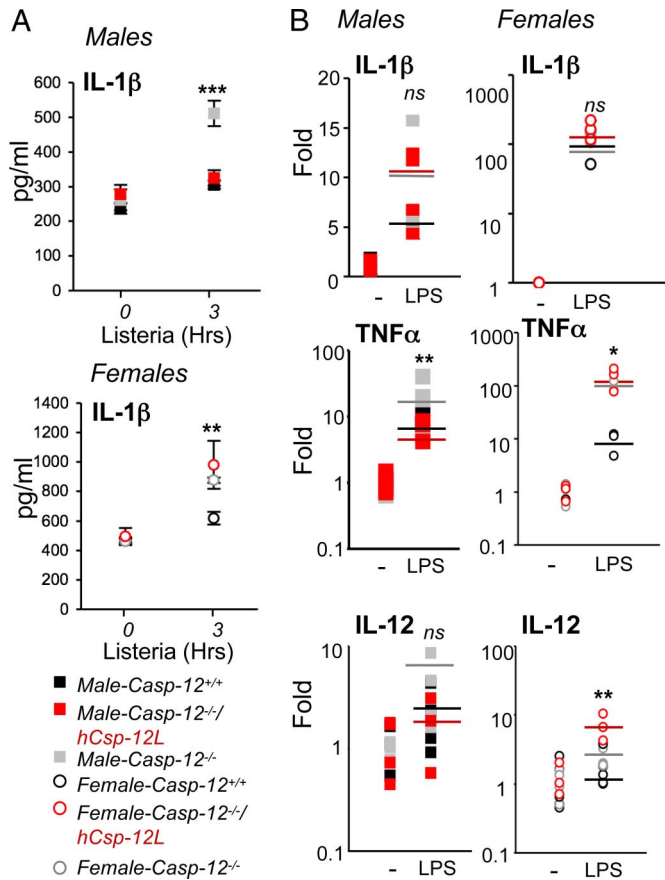 A
Males
IL-1β
***
pg/ml
600
500
400
300
200
100
0
0
3
Listeria (Hrs)
Females
IL-1β
**
pg/ml
1400
1200
1000
800
600
400
200
0
0
3
Listeria (Hrs)
Male-Casp-12+/+
Male-Casp-12-/-/
hCsp-12L
Male-Casp-12-/-
Female-Casp-12+/+
Female-Casp-12-/-/
hCsp-12L
Female-Casp-12-/-
B
Males
Females
IL-1β
ns
Fold
20
15
10
5
0
-
LPS
IL-1β
ns
1000
100
10
1
-
LPS
TNFα
**
Fold
100
10
1
0.1
-
LPS
TNFα
*
1000
100
10
1
0.1
-
LPS
IL-12
ns
Fold
10
1
0.1
-
LPS
IL-12
**
100
10
1
0.1
-
LPS